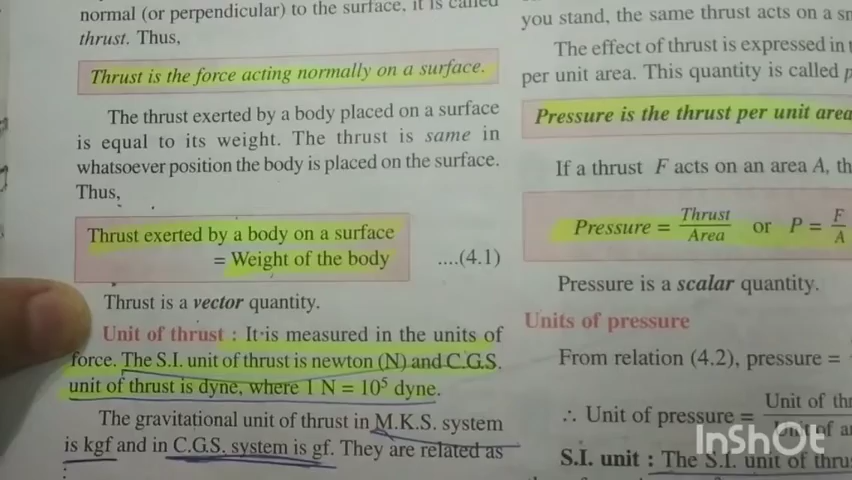 normal (or perpendicular) to the surface, it is called
thrust. Thus,
Thrust is the force acting normally on a surface.
The thrust exerted by a body placed on a surface
is equal to its weight. The thrust is same in
whatsoever position the body is placed on the surface.
Thus,
Thrust exerted by a body on a surface
= Weight of the body ....(4.1)
Thrust is a vector quantity.
Unit of thrust : It is measured in the units of
force. The S.I. unit of thrust is newton (N) and C.G.S.
unit of thrust is dyne, where 1 N = 10⁵ dyne.
The gravitational unit of thrust in M.K.S. system
is kgf and in C.G.S. system is gf. They are related as
you stand, the same thrust acts on a
The effect of thrust is expressed in
per unit area. This quantity is called
Pressure is the thrust per unit area
If a thrust F acts on an area A,
Pressure = Thrust/Area or P = F/A
Pressure is a scalar quantity.
Units of pressure
From relation (4.2), pressure =
∴ Unit of pressure = Unit of
Unit of
S.I. unit : The S.I. unit of
InShOt